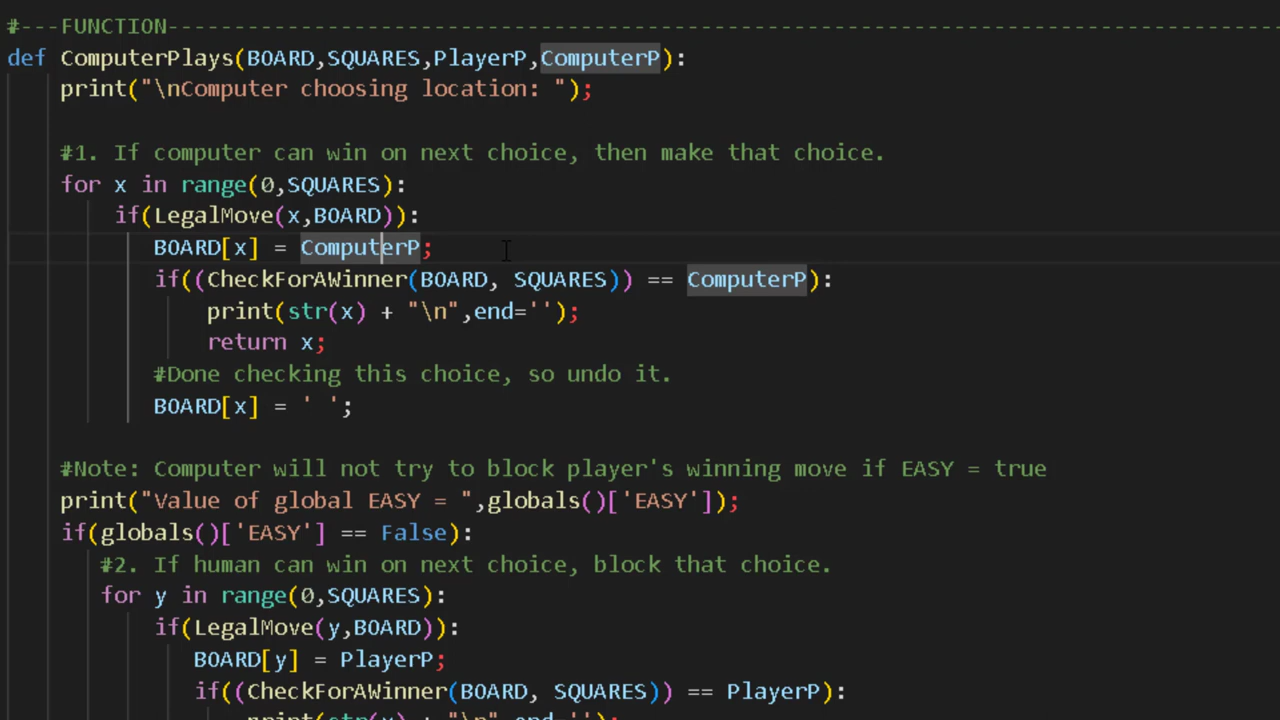 #---FUNCTION-----------------------------------------------------------------------------------
def ComputerPlays(BOARD,SQUARES,PlayerP,ComputerP):
print("\nComputer choosing location: ");
#1. If computer can win on next choice, then make that choice.
for x in range(0,SQUARES):
if(LegalMove(x,BOARD)):
BOARD[x] = ComputerP;
if((CheckForAWinner(BOARD, SQUARES)) == ComputerP):
print(str(x) + "\n",end='');
return x;
#Done checking this choice, so undo it.
BOARD[x] = ' ';
#Note: Computer will not try to block player's winning move if EASY = true
print("Value of global EASY = ",globals()['EASY']);
if(globals()['EASY'] == False):
#2. If human can win on next choice, block that choice.
for y in range(0,SQUARES):
if(LegalMove(y,BOARD)):
BOARD[y] = PlayerP;
if((CheckForAWinner(BOARD, SQUARES)) == PlayerP):
print(str(x) + "\n",end='');